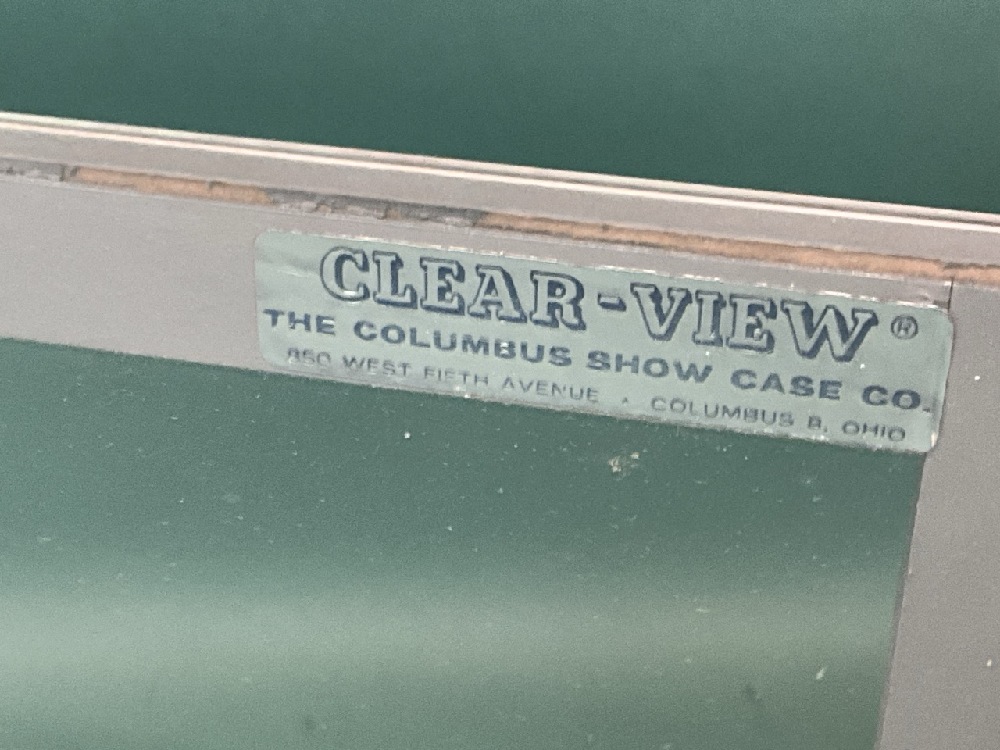 CLEAR-VIEW®
THE COLUMBUS SHOW CASE CO.
850 WEST FIFTH AVENUE . COLUMBUS 8, OHIO